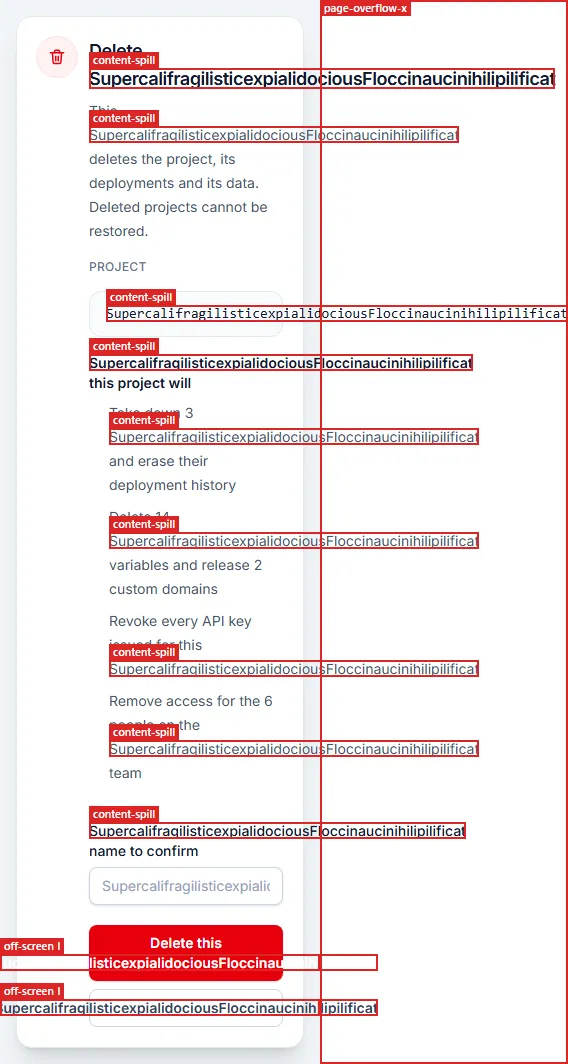 page-overflow-x
Delete
content-spill
SupercalifragilisticexpialidociousFloccinaucinihilipilificat
This
content-spill
SupercalifragilisticexpialidociousFloccinaucinihilipilificat
deletes the project, its
deployments and its data.
Deleted projects cannot be
restored.
PROJECT
content-spill
SupercalifragilisticexpialidociousFloccinaucinihilipilificat
content-spill
SupercalifragilisticexpialidociousFloccinaucinihilipilificat
this project will
Take down 3
content-spill
SupercalifragilisticexpialidociousFloccinaucinihilipilificat
and erase their
deployment history
Delete 14
content-spill
SupercalifragilisticexpialidociousFloccinaucinihilipilificat
variables and release 2
custom domains
Revoke every API key
issued for this
content-spill
SupercalifragilisticexpialidociousFloccinaucinihilipilificat
Remove access for the 6
people on the
content-spill
SupercalifragilisticexpialidociousFloccinaucinihilipilificat
team
content-spill
SupercalifragilisticexpialidociousFloccinaucinihilipilificat
name to confirm
Supercalifragilisticexpialic
Delete this
off-screen l
listicexpialidociousFloccinau
off-screen l
supercalifragilisticexpialidociousFloccinaucinihilipilificat